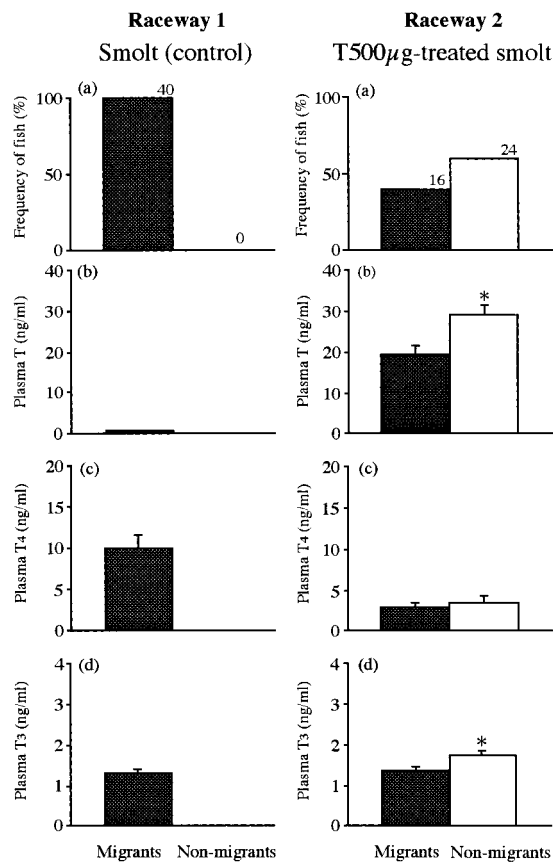 Raceway 1 Raceway 2
Smolt (control) T500µg-treated smolt
(a) (a)
Frequency of fish (%) Frequency of fish (%)
100 100
50 50
0 0
40 0 16 24
(b) (b)
Plasma T (ng/ml) Plasma T (ng/ml)
40 40
30 30
20 20
10 10
0 0
*
(c) (c)
Plasma T4 (ng/ml) Plasma T4 (ng/ml)
20 20
15 15
10 10
5 5
0 0
(d) (d)
Plasma T3 (ng/ml) Plasma T3 (ng/ml)
4 4
3 3
2 2
1 1
0 0
*
Migrants Non-migrants Migrants Non-migrants